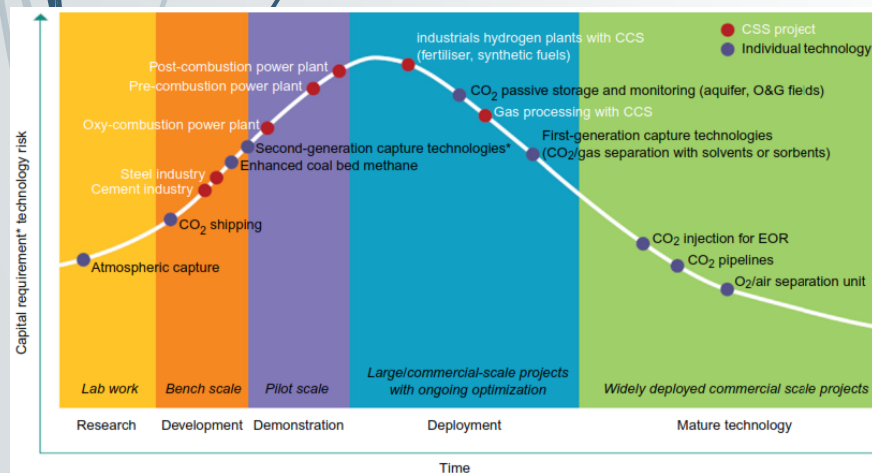 CSS project
Individual technology
industrials hydrogen plants with CCS
(fertiliser, synthetic fuels)
Post-combustion power plant
Pre-combustion power plant
CO2 passive storage and monitoring (aquifer, O&G fields)
Gas processing with CCS
Oxy-combustion power plant
First-generation capture technologies
(CO2/gas separation with solvents or sorbents)
Second-generation capture technologies*
Enhanced coal bed methane
Steel industry
Cement industry
CO2 shipping
Atmospheric capture
CO2 injection for EOR
CO2 pipelines
O2/air separation unit
Capital requirement* technology risk
Lab work
Bench scale
Pilot scale
Large/commercial-scale projects
with ongoing optimization
Widely deployed commercial scale projects
Research
Development
Demonstration
Deployment
Mature technology
Time